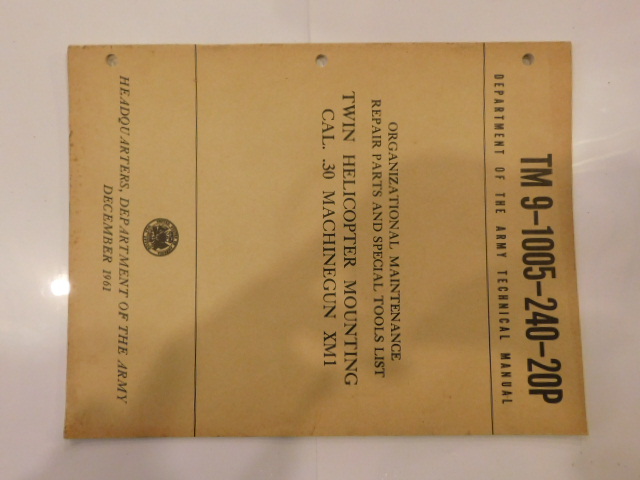 TM 9-1005-240-20P
DEPARTMENT OF THE ARMY TECHNICAL MANUAL
ORGANIZATIONAL MAINTENANCE
REPAIR PARTS AND SPECIAL TOOLS LIST
TWIN HELICOPTER MOUNTING
CAL. .30 MACHINEGUN XM1
HEADQUARTERS, DEPARTMENT OF THE ARMY
DECEMBER 1961